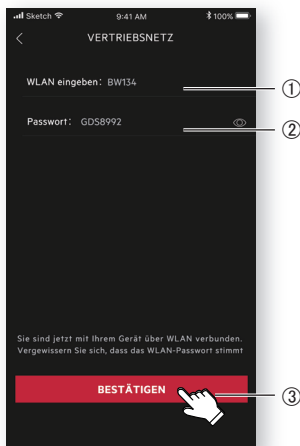 Sketch 9:41 AM 100%
VERTRIEBSNETZ
WLAN eingeben: BW134
①
Passwort: GDS8992
②
Sie sind jetzt mit Ihrem Gerät über WLAN verbunden.
Vergewissern Sie sich, dass das WLAN-Passwort stimmt
BESTÄTIGEN
③